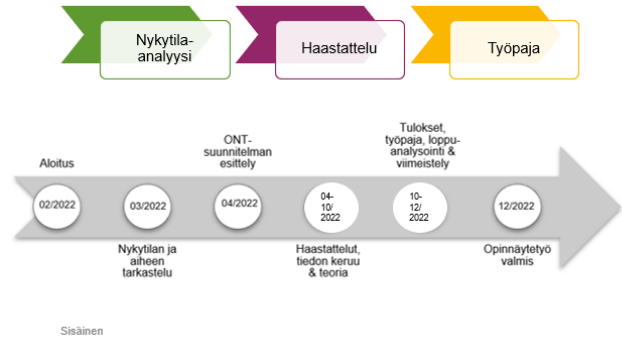 Nykytila-
analyysi
Haastattelu
Työpaja
Aloitus
ONT-
suunnitelman
esittely
Tulokset,
työpaja, loppu-
analysointi &
viimeistely
02/2022
03/2022
04/2022
04-
10/
2022
10-
12/
2022
12/2022
Nykytilan ja
aiheen
tarkastelu
Haastattelut,
tiedon keruu
& teoria
Opinnäytetyö
valmis
Sisäinen